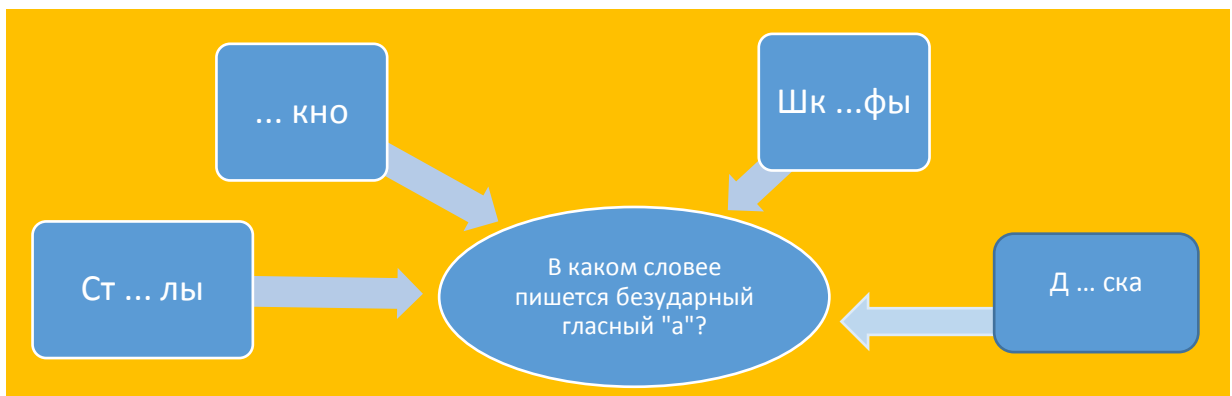 ... кно
Шк ...фы
Ст ... лы
В каком словее
пишется безударный
гласный "а"?
Д ... ска